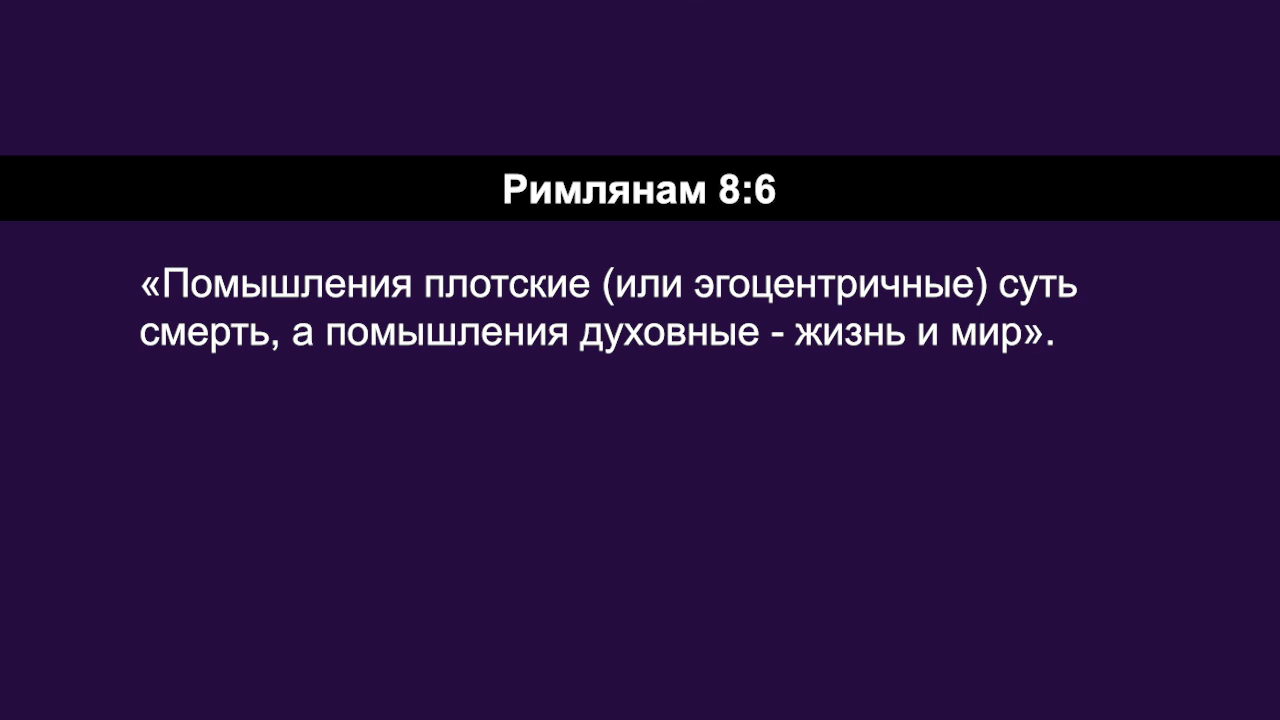 Римлянам 8:6
«Помышления плотские (или эгоцентричные) суть
смерть, а помышления духовные - жизнь и мир».